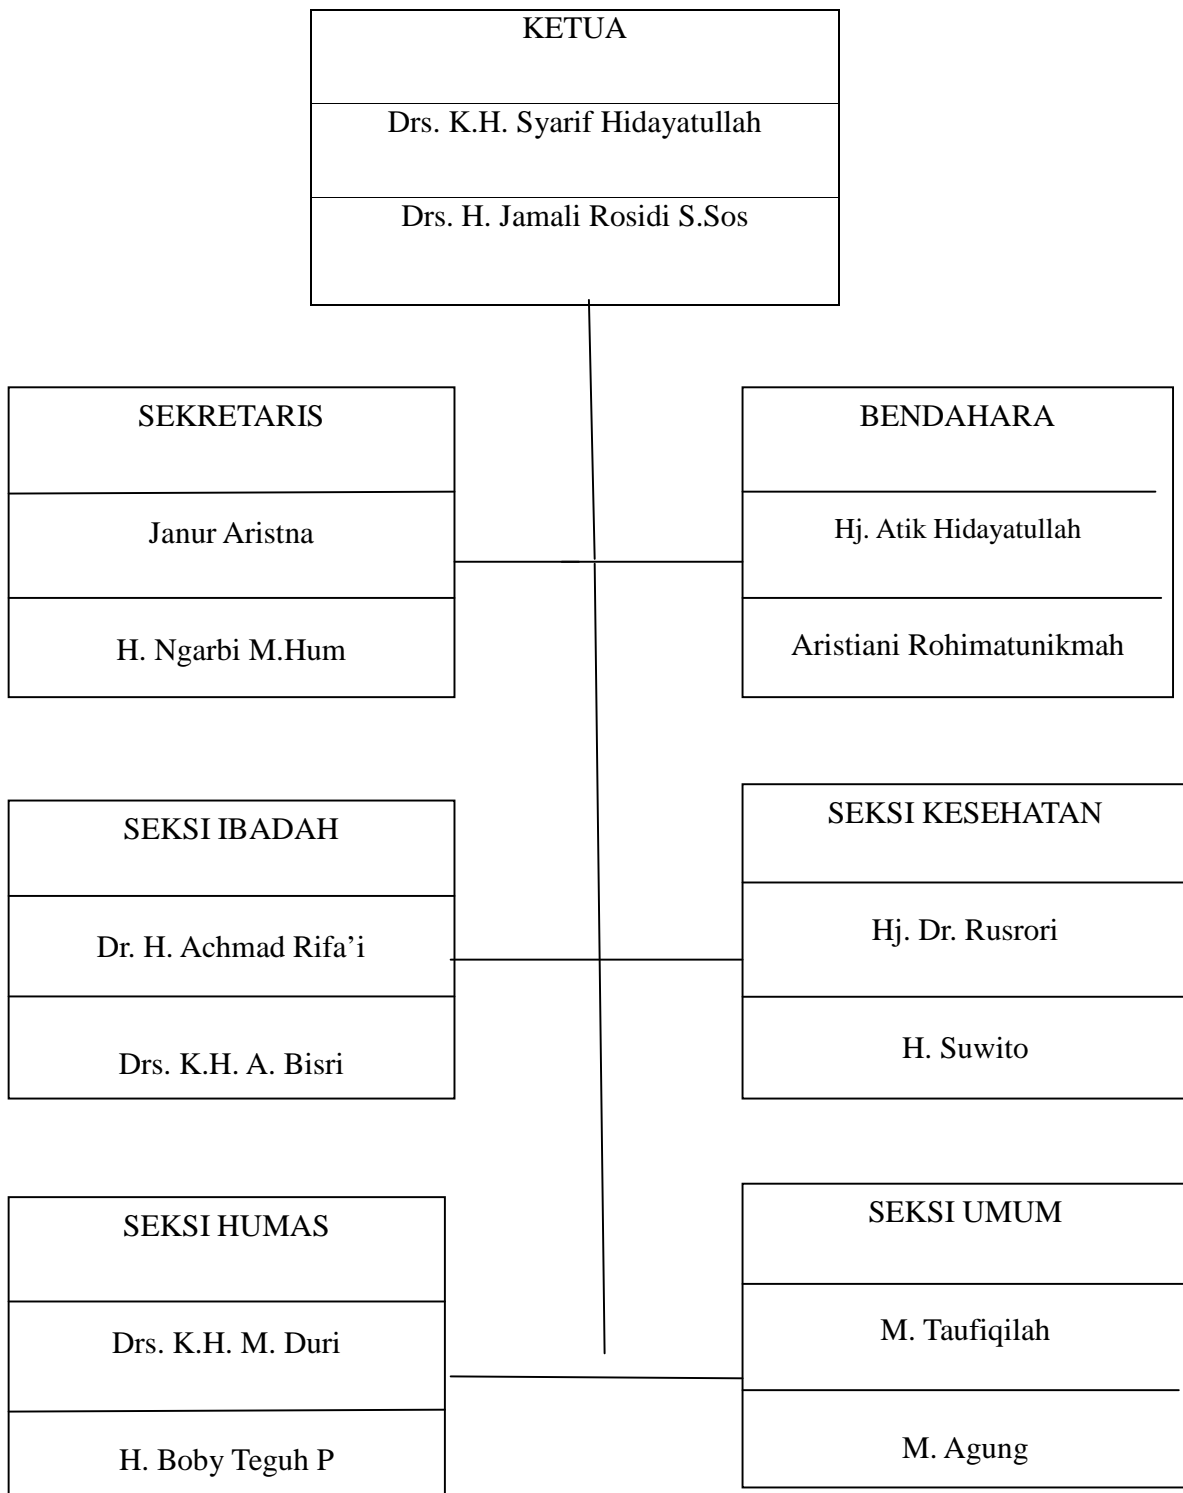 KETUA
Drs. K.H. Syarif Hidayatullah
Drs. H. Jamali Rosidi S.Sos
SEKRETARIS
Janur Aristna
H. Ngarbi M.Hum
BENDAHARA
Hj. Atik Hidayatullah
Aristiani Rohimatunikmah
SEKSI IBADAH
Dr. H. Achmad Rifa’i
Drs. K.H. A. Bisri
SEKSI KESEHATAN
Hj. Dr. Rusrori
H. Suwito
SEKSI HUMAS
Drs. K.H. M. Duri
H. Boby Teguh P
SEKSI UMUM
M. Taufiqilah
M. Agung